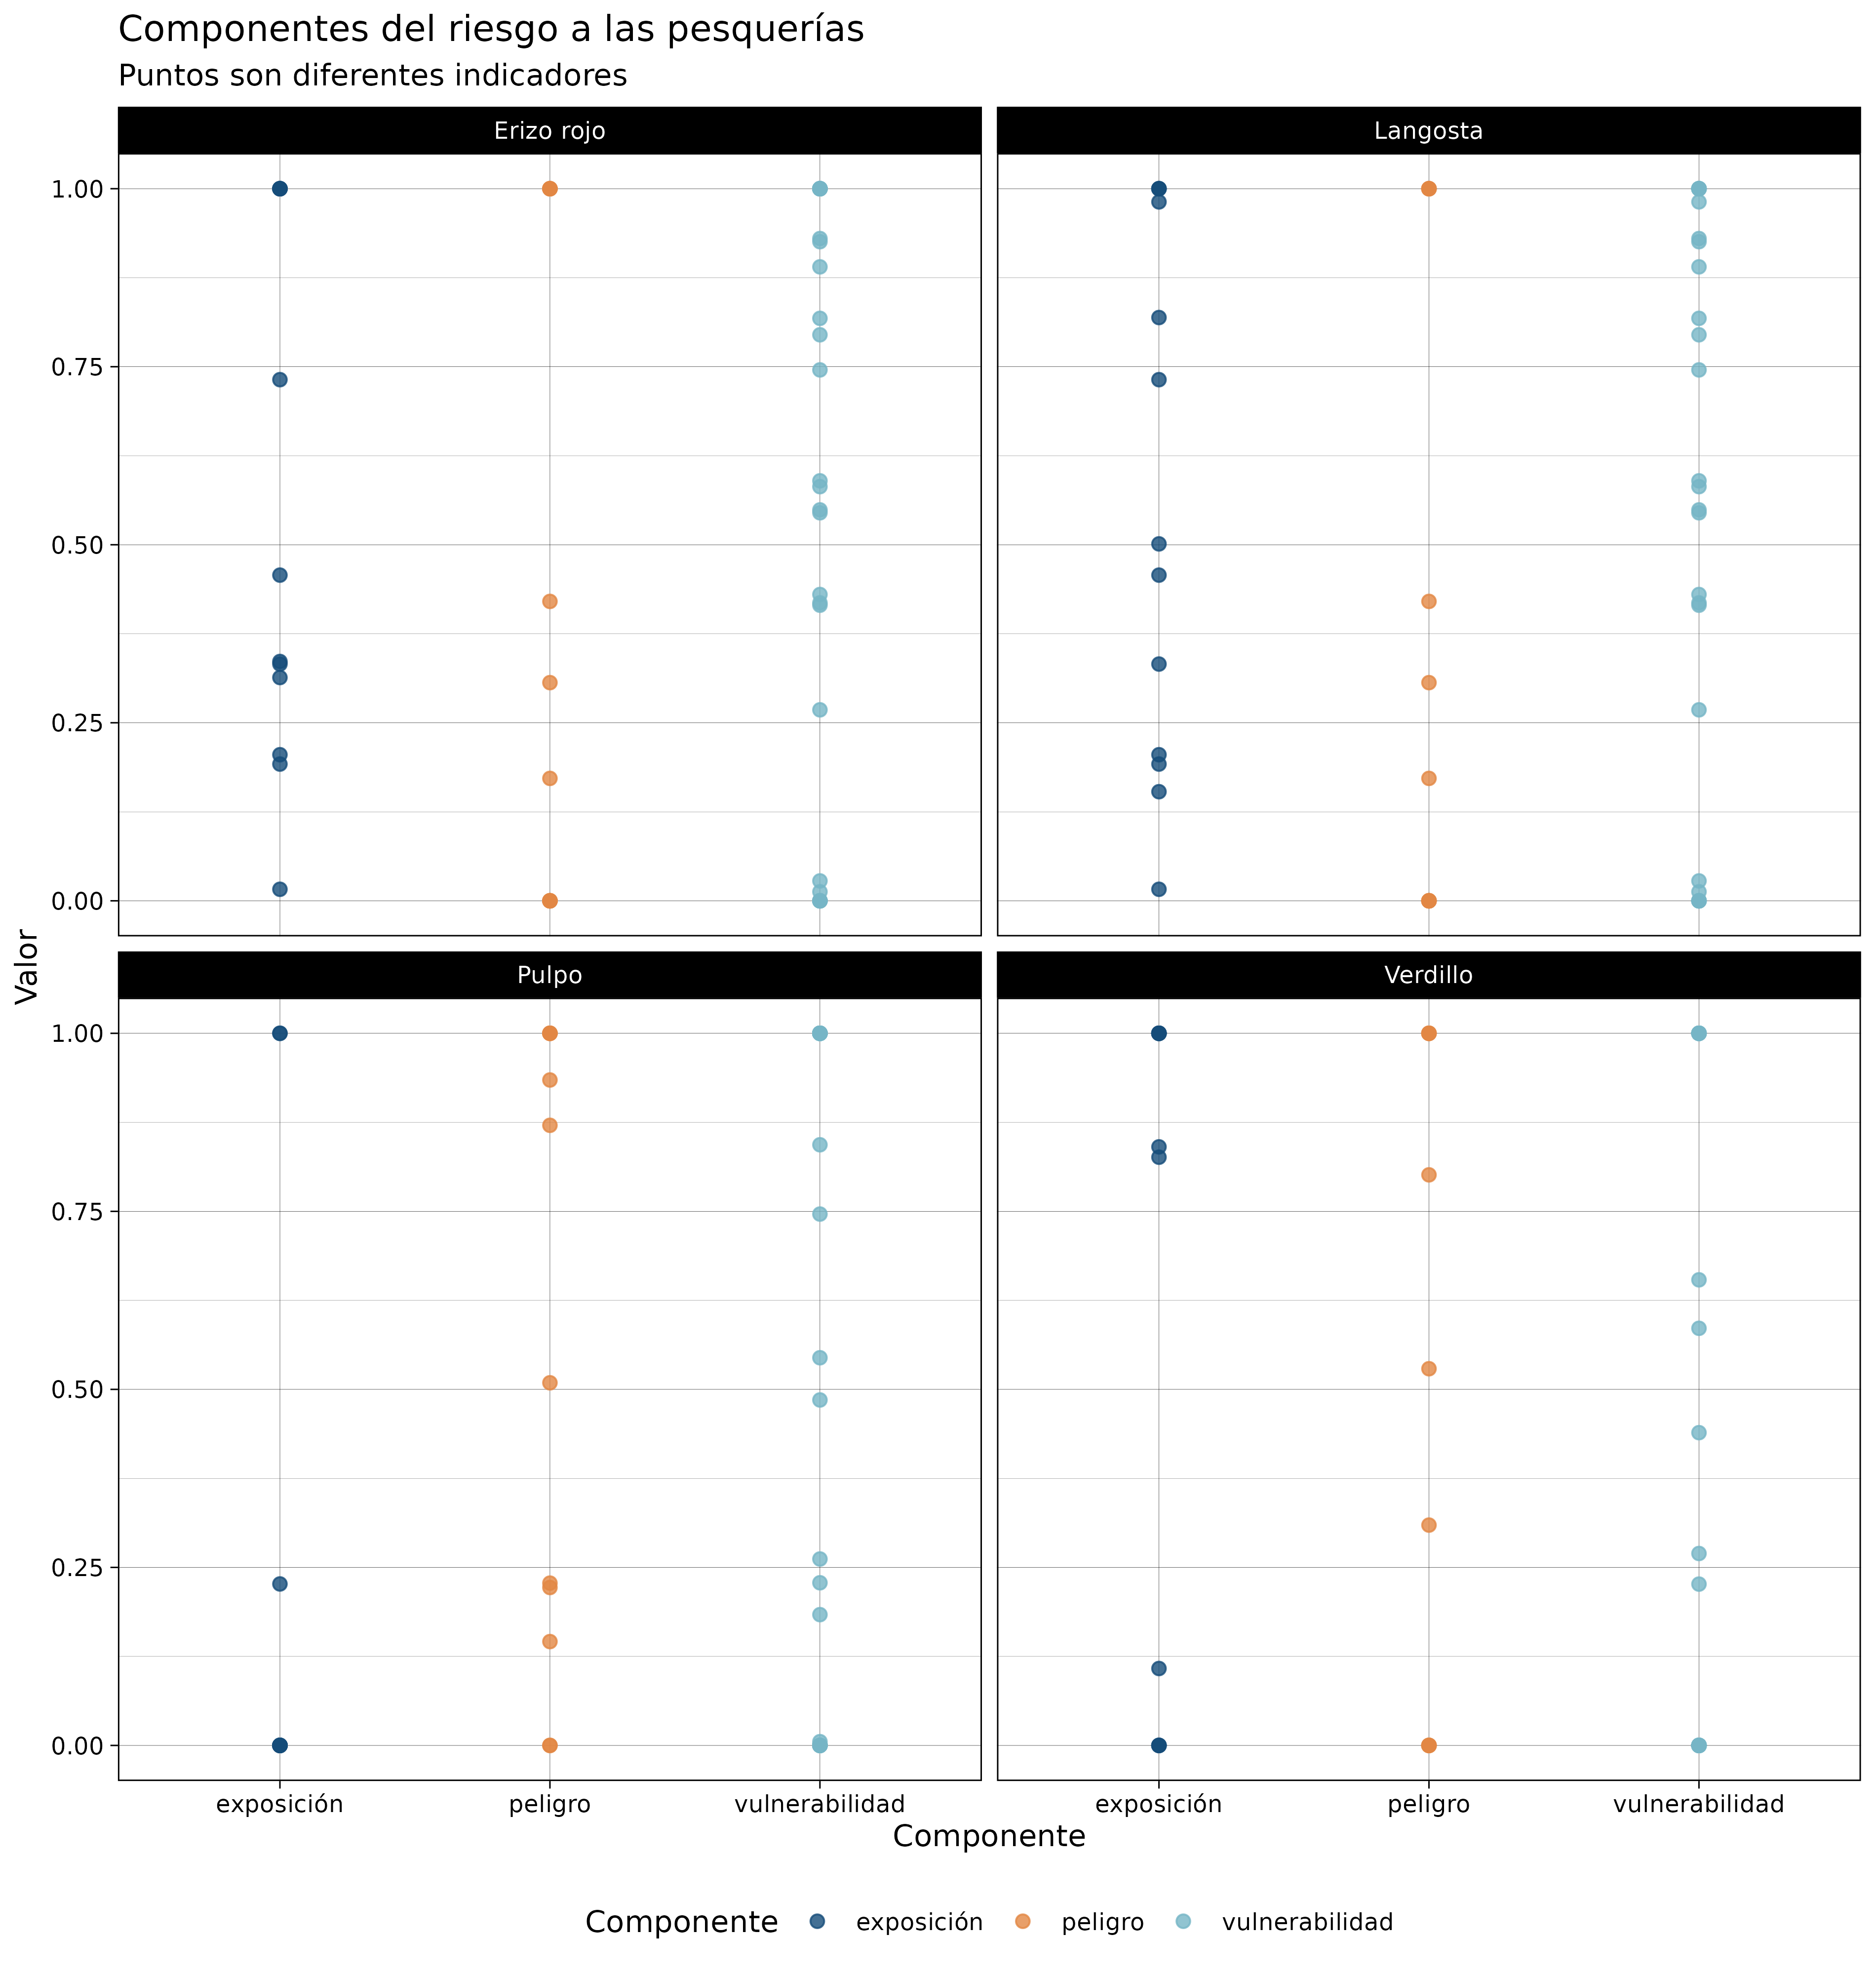 Componentes del riesgo a las pesquerías
Puntos son diferentes indicadores
Erizo rojo
Langosta
1.00
0.75
0.50
0.25
0.00
Valor
Pulpo
Verdillo
1.00
0.75
0.50
0.25
0.00
exposición peligro vulnerabilidad
exposición peligro vulnerabilidad
Componente
Componente exposición peligro vulnerabilidad